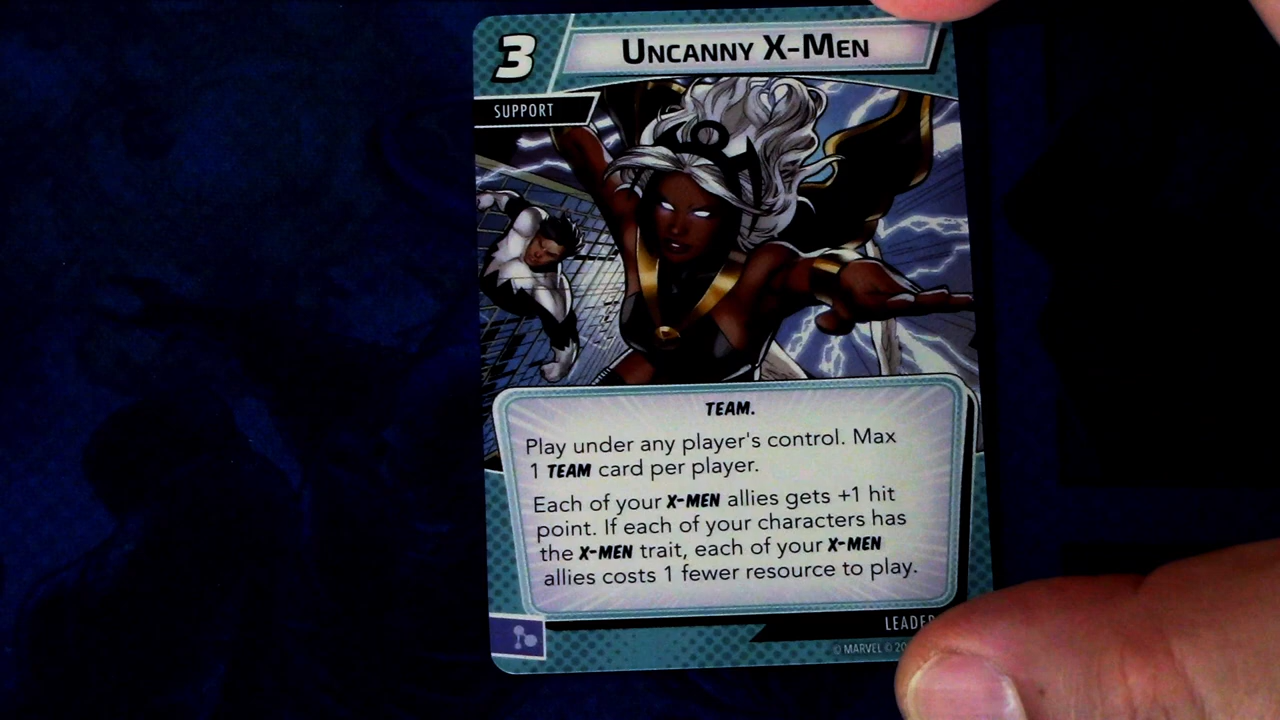 3
UNCANNY X-MEN
SUPPORT
TEAM.
Play under any player's control. Max
1 TEAM card per player.
Each of your X-MEN allies gets +1 hit
point. If each of your characters has
the X-MEN trait, each of your X-MEN
allies costs 1 fewer resource to play.
© MARVEL ©